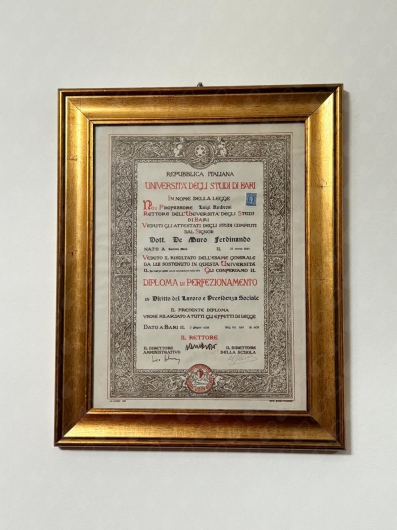 REPUBBLICA ITALIANA
UNIVERSITÀ DEGLI STUDI DI BARI
IN NOME DELLA LEGGE
NOI PROFESSORE Luigi Ambrosi
RETTORE DELL'UNIVERSITÀ DEGLI STUDI
DI BARI
VEDUTI GLI ATTESTATI DEGLI STUDI COMPIUTI
DAL SIGNOR
Dott. De Muro Ferdinando
NATO A IL
VEDUTO IL RISULTATO DELL'ESAME GENERALE
DA LUI SOSTENUTO IN QUESTA UNIVERSITÀ
IL GLI CONFERIAMO IL
DIPLOMA DI PERFEZIONAMENTO
in Diritto del Lavoro e Previdenza Sociale
IL PRESENTE DIPLOMA
VIENE RILASCIATO A TUTTI GLI EFFETTI DI LEGGE
DATO A BARI IL giugno
IL RETTORE
IL DIRETTORE
AMMINISTRATIVO
IL DIRETTORE
DELLA SCUOLA